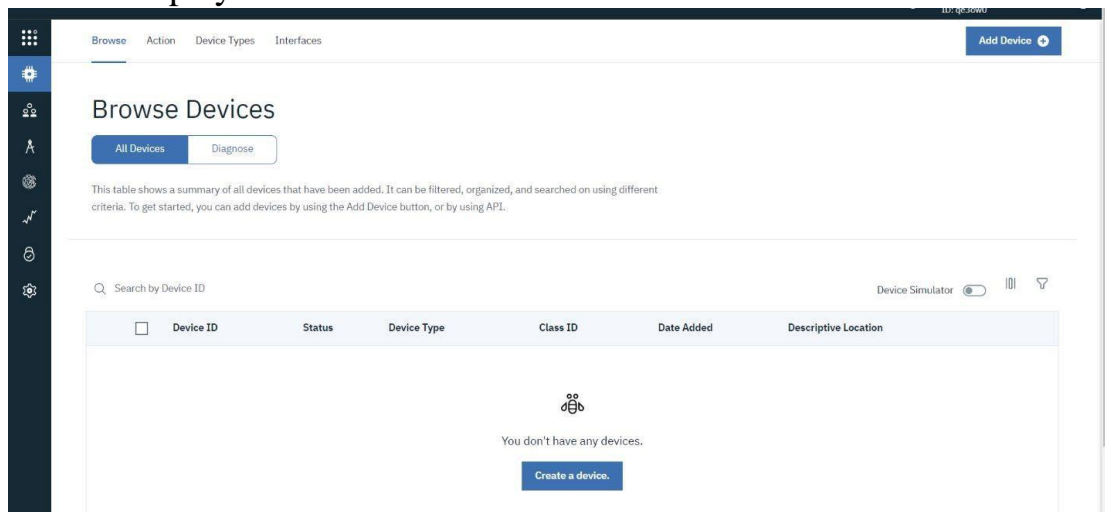 Browse Action Device Types Interfaces Add Device
Browse Devices
All Devices Diagnose
This table shows a summary of all devices that have been added. It can be filtered, organized, and searched on using different
criteria. To get started, you can add devices by using the Add Device button, or by using API.
Search by Device ID Device Simulator
Device ID Status Device Type Class ID Date Added Descriptive Location
You don't have any devices.
Create a device.